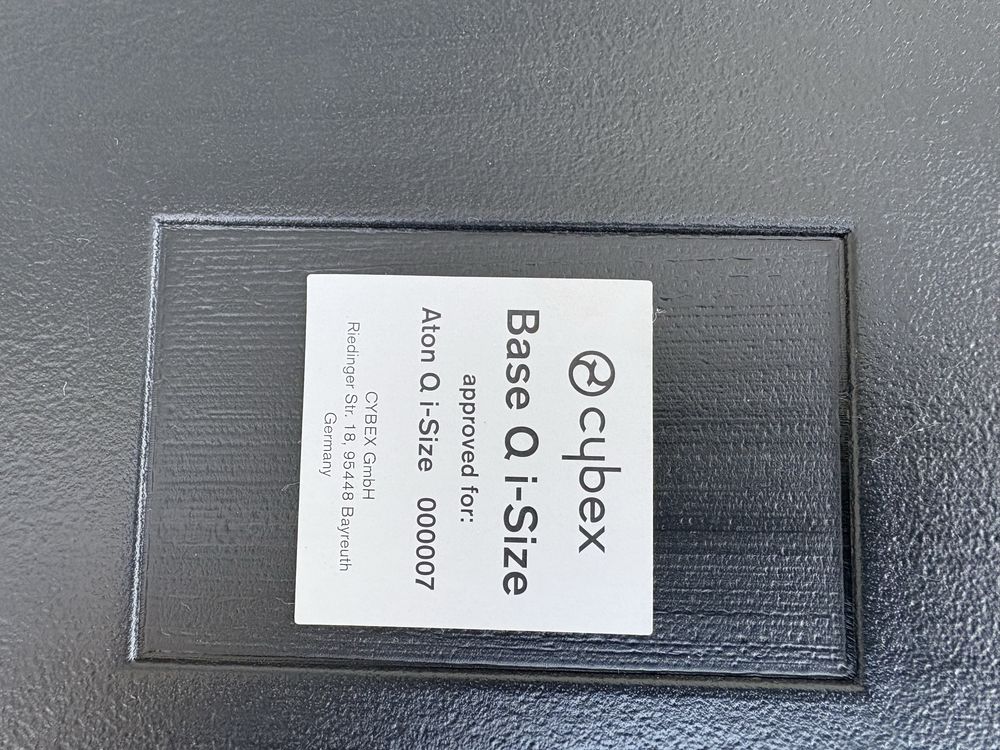 cybex
Base Q i-Size
approved for:
Aton Q i-Size 000007
CYBEX GmbH
Riedinger Str. 18, 95448 Bayreuth
Germany